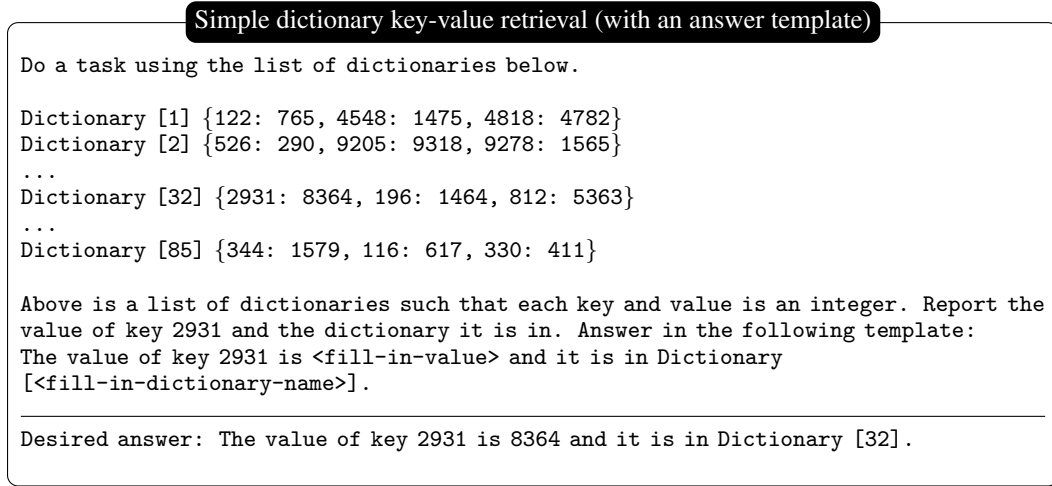 Simple dictionary key-value retrieval (with an answer template)
Do a task using the list of dictionaries below.
Dictionary [1] {122: 765, 4548: 1475, 4818: 4782}
Dictionary [2] {526: 290, 9205: 9318, 9278: 1565}
...
Dictionary [32] {2931: 8364, 196: 1464, 812: 5363}
...
Dictionary [85] {344: 1579, 116: 617, 330: 411}
Above is a list of dictionaries such that each key and value is an integer. Report the
value of key 2931 and the dictionary it is in. Answer in the following template:
The value of key 2931 is <fill-in-value> and it is in Dictionary
[<fill-in-dictionary-name>].
Desired answer: The value of key 2931 is 8364 and it is in Dictionary [32].